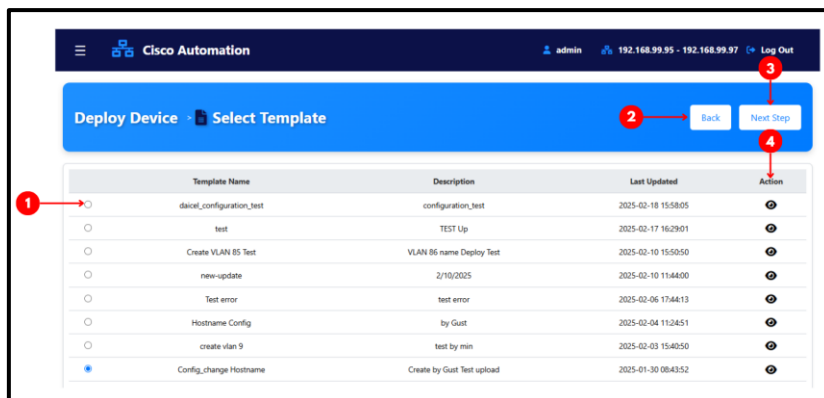 Cisco Automation admin 192.168.99.95 - 192.168.99.97 Log Out
3
Deploy Device > Select Template 2 Back Next Step
4
Template Name Description Last Updated Action
1 daicel_configuration_test configuration_test 2025-02-18 15:58:05
test TEST Up 2025-02-17 16:29:01
Create VLAN 85 Test VLAN 86 name Deploy Test 2025-02-10 15:50:50
new-update 2/10/2025 2025-02-10 11:44:00
Test error test error 2025-02-06 17:44:13
Hostname Config by Gust 2025-02-04 11:24:51
create vlan 9 test by min 2025-02-03 15:40:50
Config_change Hostname Create by Gust Test upload 2025-01-30 08:43:52